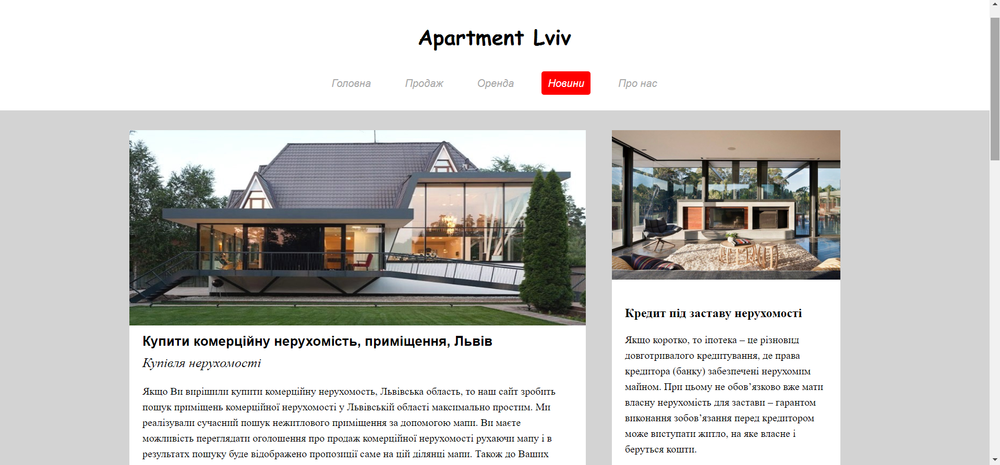 Apartment Lviv
Головна Продаж Оренда Новини Про нас
Купити комерційну нерухомість, приміщення, Львів
Купівля нерухомості
Якщо Ви вирішили купити комерційну нерухомость, Львівська область, то наш сайт зробить
пошук приміщень комерційної нерухомості у Львівській області максимально простим. Ми
реалізували сучасний пошук нежитлового приміщення за допомогою мапи. Ви маєте
можливість переглядати оголошення про продаж комерційної нерухомості рухаючи мапу і в
результатх пошуку буде відображено пропозиції саме на цій ділянці мапи. Також до Ваших
Кредит під заставу нерухомості
Якщо коротко, то іпотека – це різновид
довготривалого кредитування, де права
кредитора (банку) забезпечені нерухомим
майном. При цьому не обов’язково вже мати
власну нерухомість для застави – гарантом
виконання зобов’язання перед кредитором
може виступати житло, на яке власне і
беруться кошти.